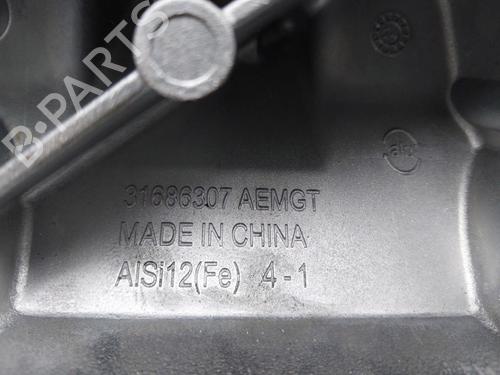 B-PARTS
31686307 AEMGT
MADE IN CHINA
AlSi12(Fe) 4-1